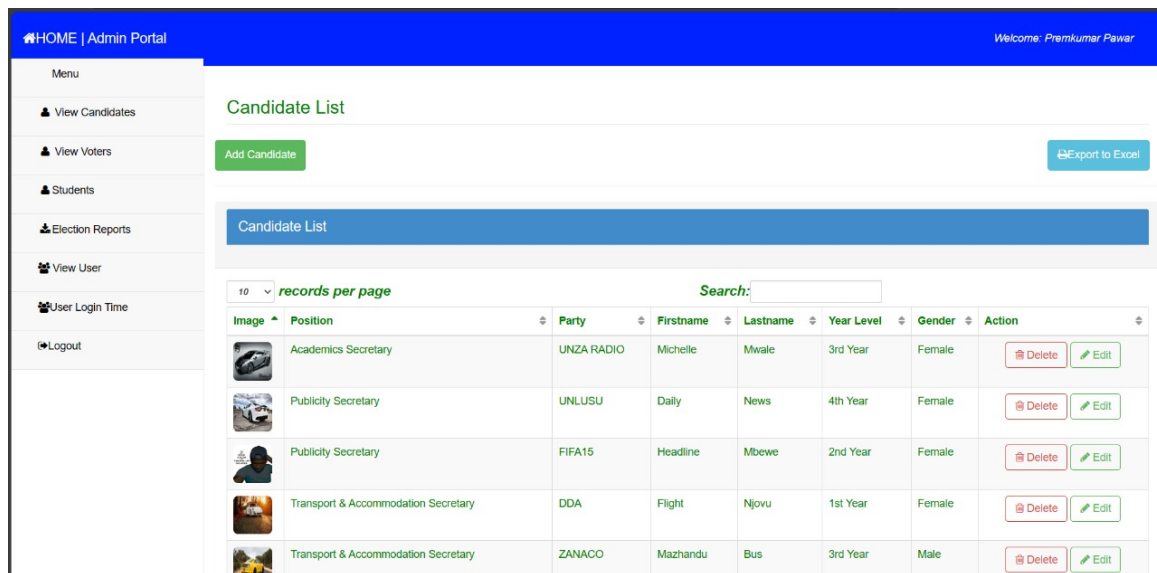 HOME | Admin Portal
Welcome: Premkumar Pawar
Menu
View Candidates
View Voters
Students
Election Reports
View User
User Login Time
Logout
Candidate List
Add Candidate
Export to Excel
Candidate List
10 records per page
Search:
Image Position Party Firstname Lastname Year Level Gender Action
Academics Secretary UNZA RADIO Michelle Mwale 3rd Year Female Delete Edit
Publicity Secretary UNLUSU Daily News 4th Year Female Delete Edit
Publicity Secretary FIFA15 Headline Mbewe 2nd Year Female Delete Edit
Transport & Accommodation Secretary DDA Flight Njovu 1st Year Female Delete Edit
Transport & Accommodation Secretary ZANACO Mazhandu Bus 3rd Year Male Delete Edit